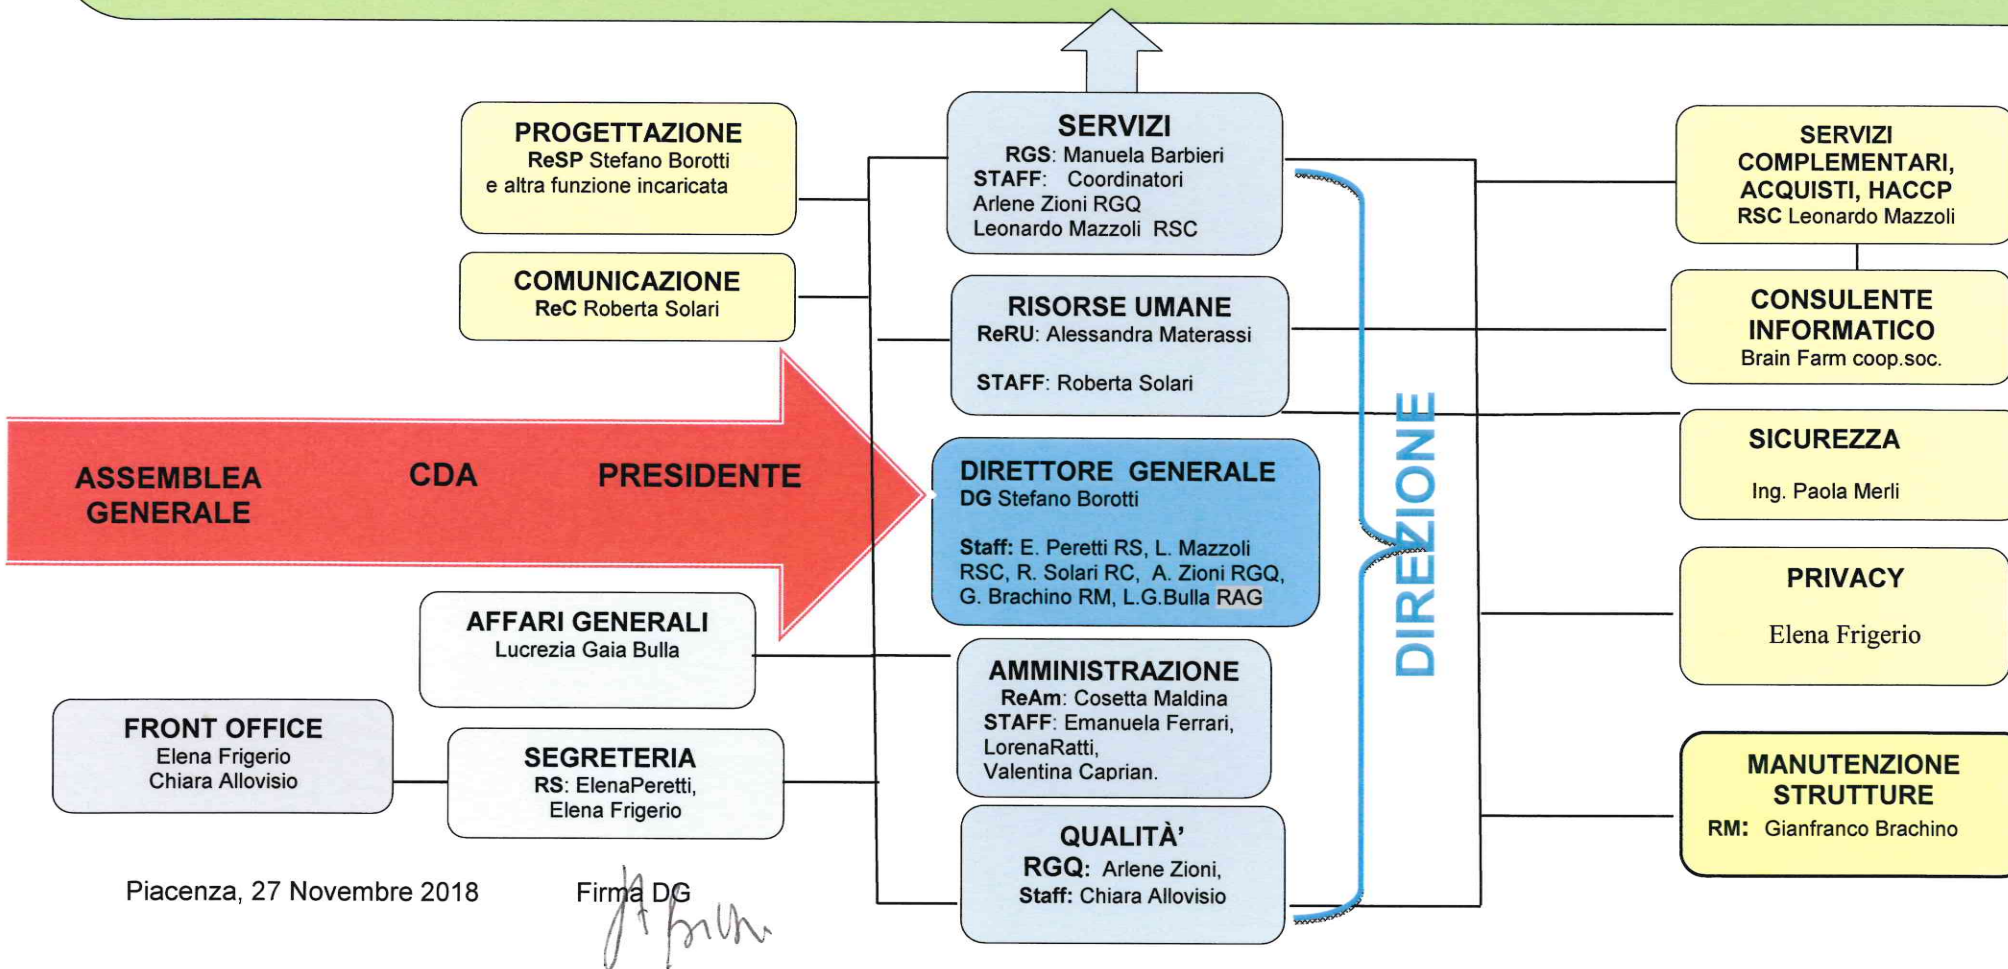 PROGETTAZIONE
ReSP Stefano Borotti
e altra funzione incaricata
COMUNICAZIONE
ReC Roberta Solari
SERVIZI
RGS: Manuela Barbieri
STAFF: Coordinatori
Arlene Zioni RGQ
Leonardo Mazzoli RSC
RISORSE UMANE
ReRU: Alessandra Materassi
STAFF: Roberta Solari
SERVIZI
COMPLEMENTARI,
ACQUISTI, HACCP
RSC Leonardo Mazzoli
CONSULENTE
INFORMATICO
Brain Farm coop.soc.
SICUREZZA
Ing. Paola Merli
ASSEMBLEA
GENERALE
CDA
PRESIDENTE
DIRETTORE GENERALE
DG Stefano Borotti
Staff: E. Peretti RS, L. Mazzoli
RSC, R. Solari RC, A. Zioni RGQ,
G. Brachino RM, L.G.Bulla RAG
DIREZIONE
PRIVACY
Elena Frigerio
AFFARI GENERALI
Lucrezia Gaia Bulla
AMMINISTRAZIONE
ReAm: Cosetta Maldina
STAFF: Emanuela Ferrari,
LorenaRatti,
Valentina Caprian.
FRONT OFFICE
Elena Frigerio
Chiara Allovisio
SEGRETERIA
RS: ElenaPeretti,
Elena Frigerio
MANUTENZIONE
STRUTTURE
RM: Gianfranco Brachino
QUALITÀ'
RGQ: Arlene Zioni,
Staff: Chiara Allovisio
Piacenza, 27 Novembre 2018
Firma DG